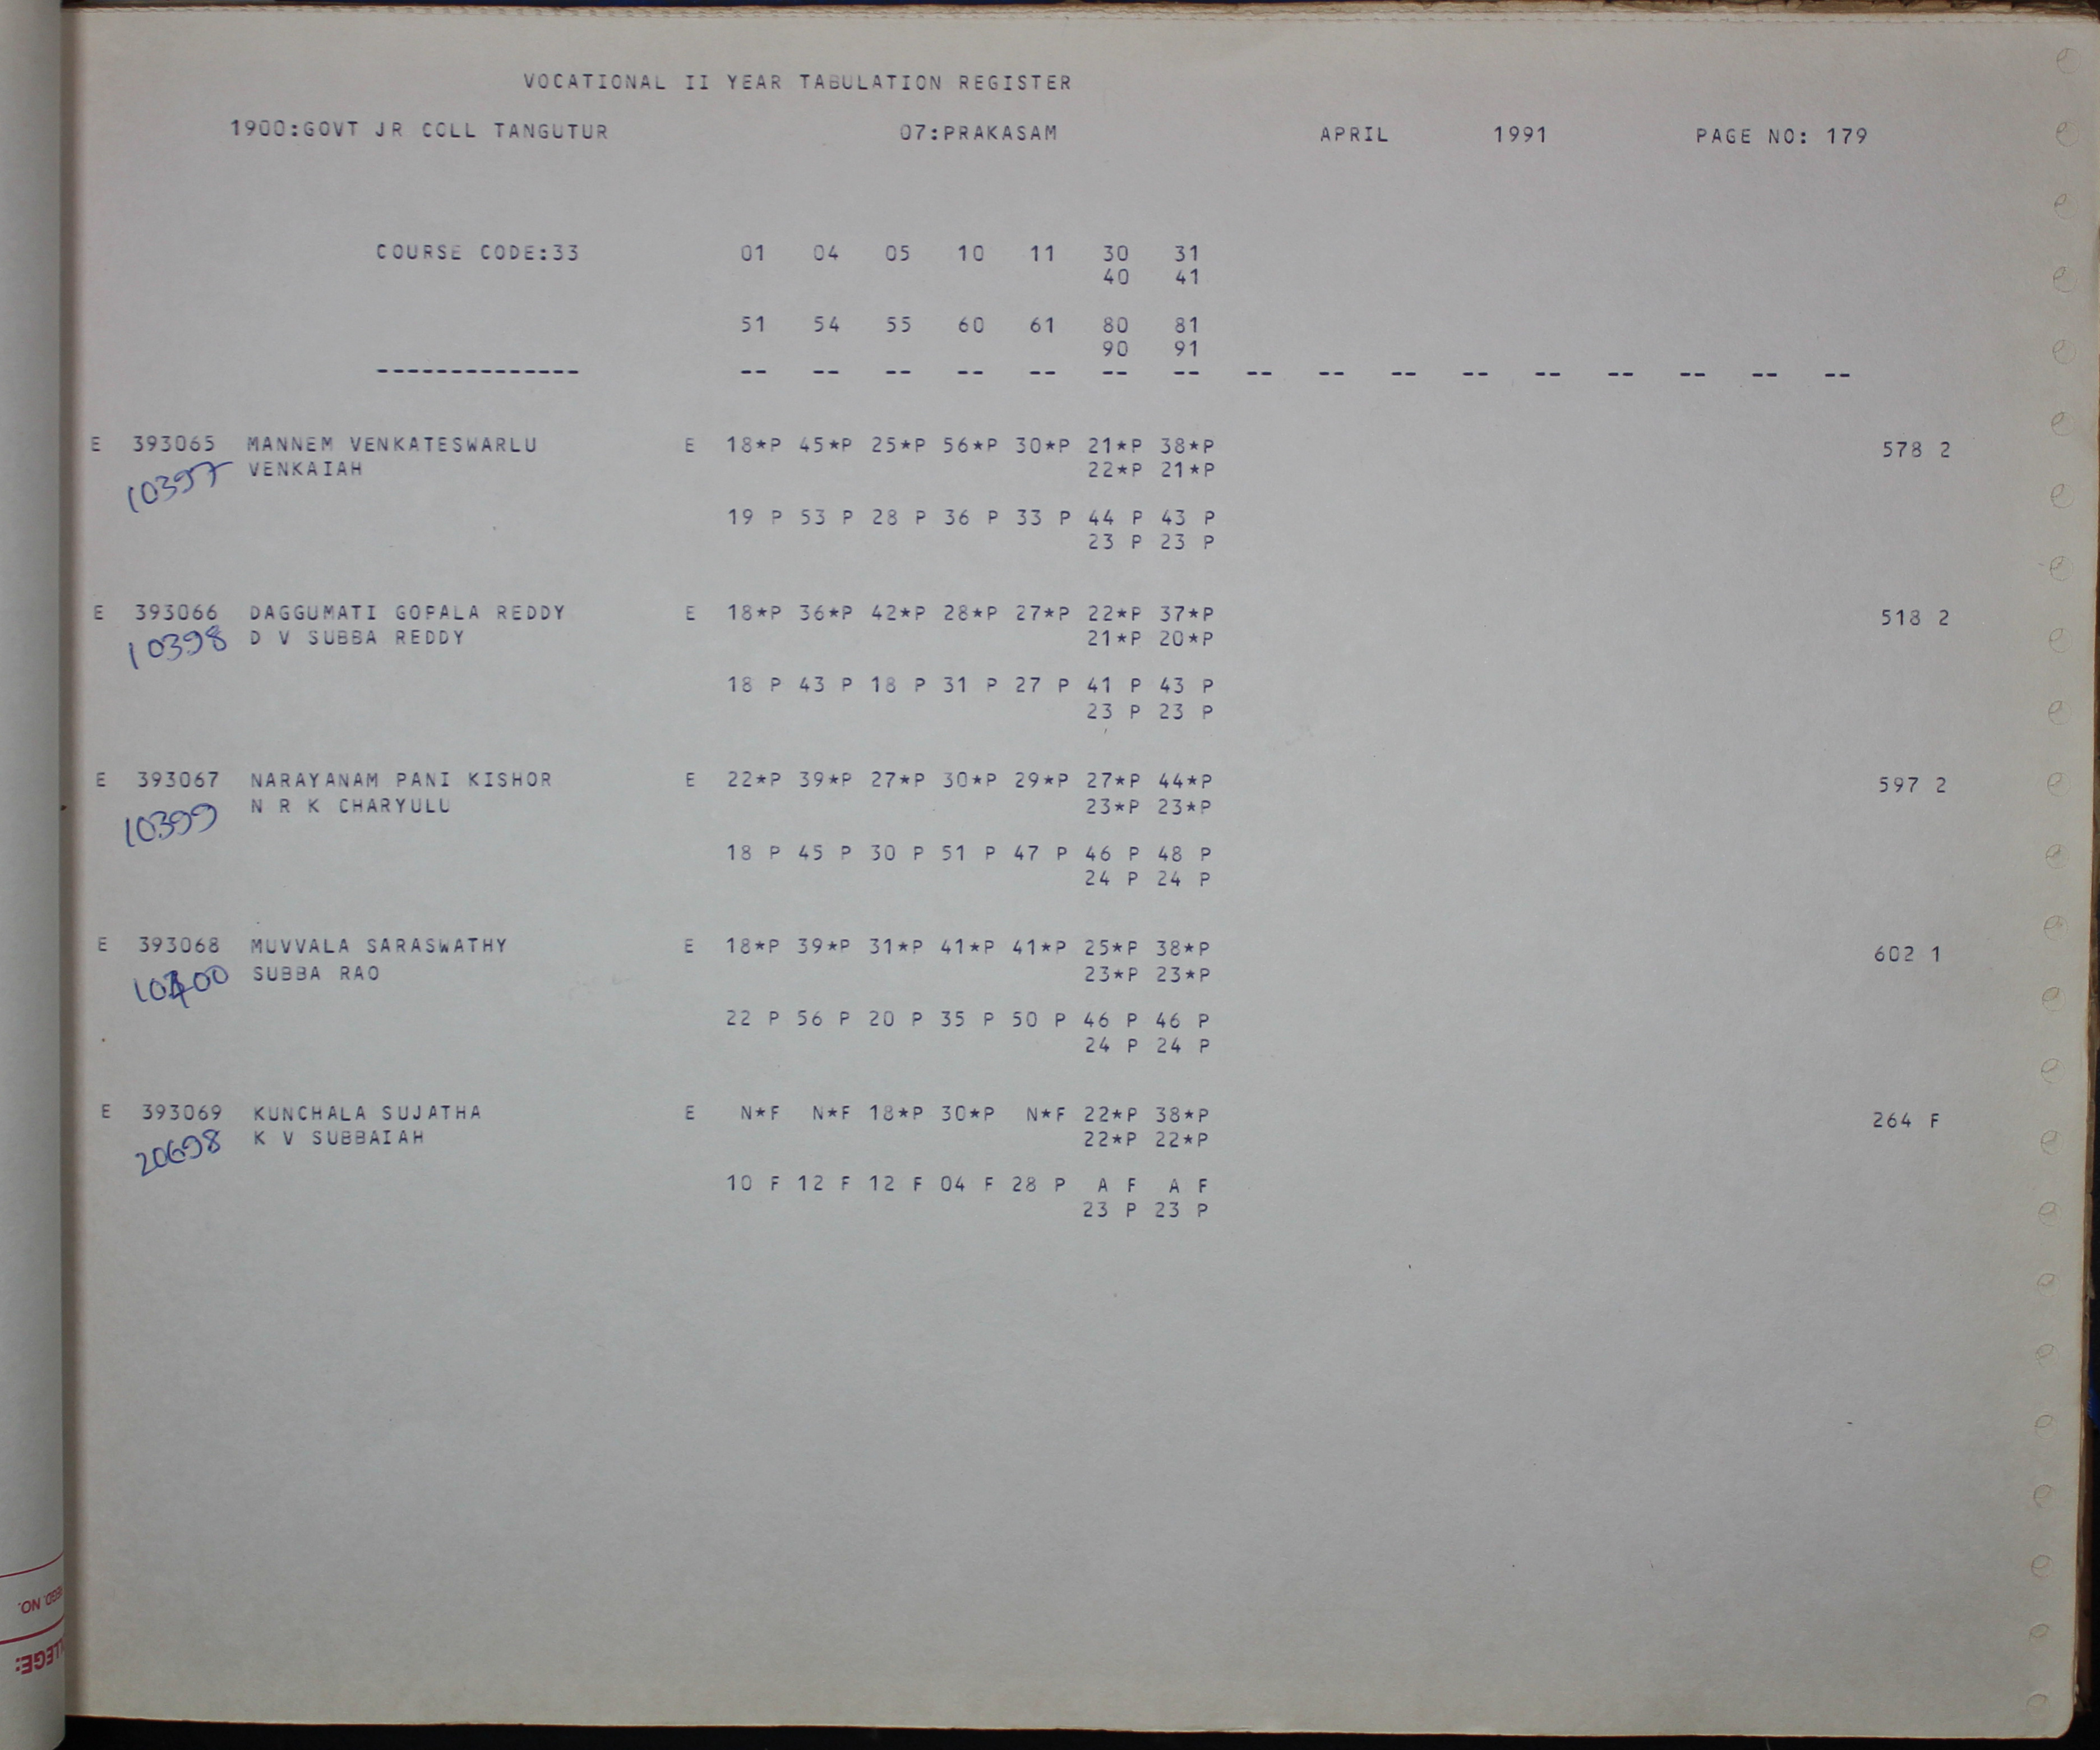 VOCATIONAL II YEAR TABULATION REGISTER
1900:GOVT JR COLL TANGUTUR 07:PRAKASAM APRIL 1991 PAGE NO: 179
COURSE CODE:33 01 04 05 10 11 30 31
40 41
51 54 55 60 61 80 81
90 91
-------------- -- -- -- -- -- -- -- -- -- -- -- -- -- -- -- --
E 393065 MANNEM VENKATESWARLU E 18*P 45*P 25*P 56*P 30*P 21*P 38*P 578 2
10397 VENKAIAH 22*P 21*P
19 P 53 P 28 P 36 P 33 P 44 P 43 P
23 P 23 P
E 393066 DAGGUMATI GOPALA REDDY E 18*P 36*P 42*P 28*P 27*P 22*P 37*P 518 2
10398 D V SUBBA REDDY 21*P 20*P
18 P 43 P 18 P 31 P 27 P 41 P 43 P
23 P 23 P
E 393067 NARAYANAM PANI KISHOR E 22*P 39*P 27*P 30*P 29*P 27*P 44*P 597 2
10399 N R K CHARYULU 23*P 23*P
18 P 45 P 30 P 51 P 47 P 46 P 48 P
24 P 24 P
E 393068 MUVVALA SARASWATHY E 18*P 39*P 31*P 41*P 41*P 25*P 38*P 602 1
10400 SUBBA RAO 23*P 23*P
22 P 56 P 20 P 35 P 50 P 46 P 46 P
24 P 24 P
E 393069 KUNCHALA SUJATHA E N*F N*F 18*P 30*P N*F 22*P 38*P 264 F
20698 K V SUBBAIAH 22*P 22*P
10 F 12 F 12 F 04 F 28 P A F A F
23 P 23 P